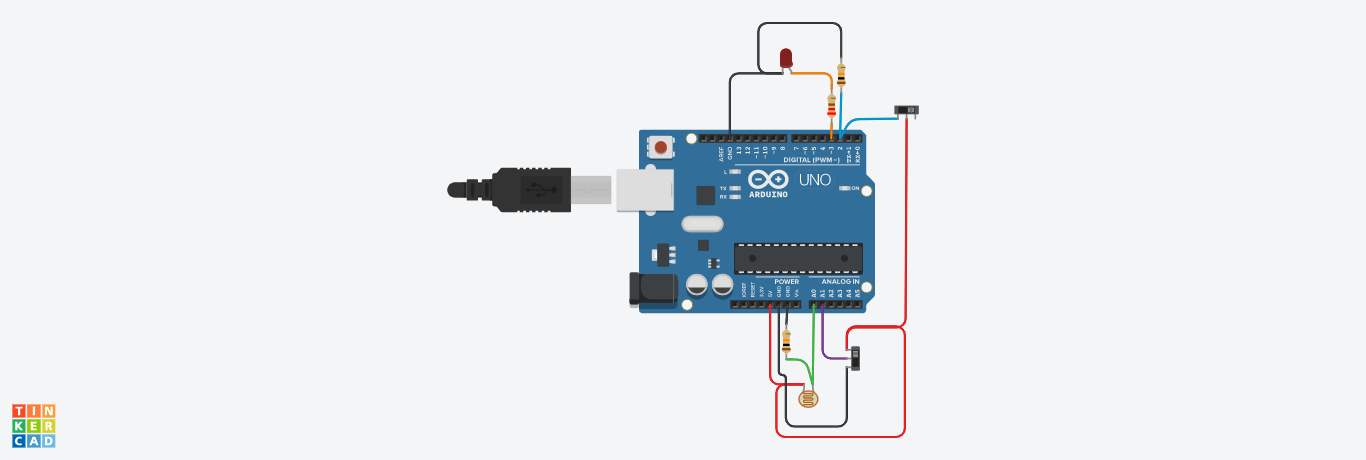 AREF
GND
13
12
~11
~10
~9
8
7
~6
~5
4
~3
2
TX→1
RX←0
DIGITAL (PWM~)
L
TX
RX
UNO
ON
ARDUINO
POWER
ANALOG IN
IOREF
RESET
3.3V
5V
GND
GND
Vin
A0
A1
A2
A3
A4
A5
TIN
KER
CAD